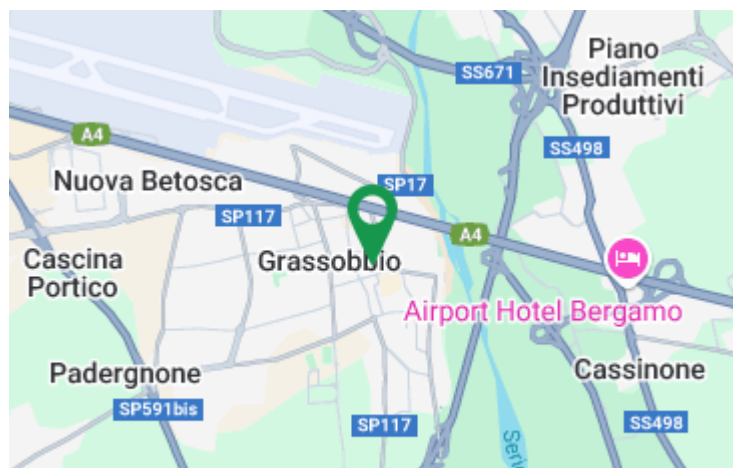 Piano
Insediamenti
Produttivi
SS671
A4
SS498
Nuova Betosca
SP17
SP117
A4
Cascina
Portico
Grassobbio
Airport Hotel Bergamo
Padergnone
Cassinone
SP591bis
SP117
SS498
Serio